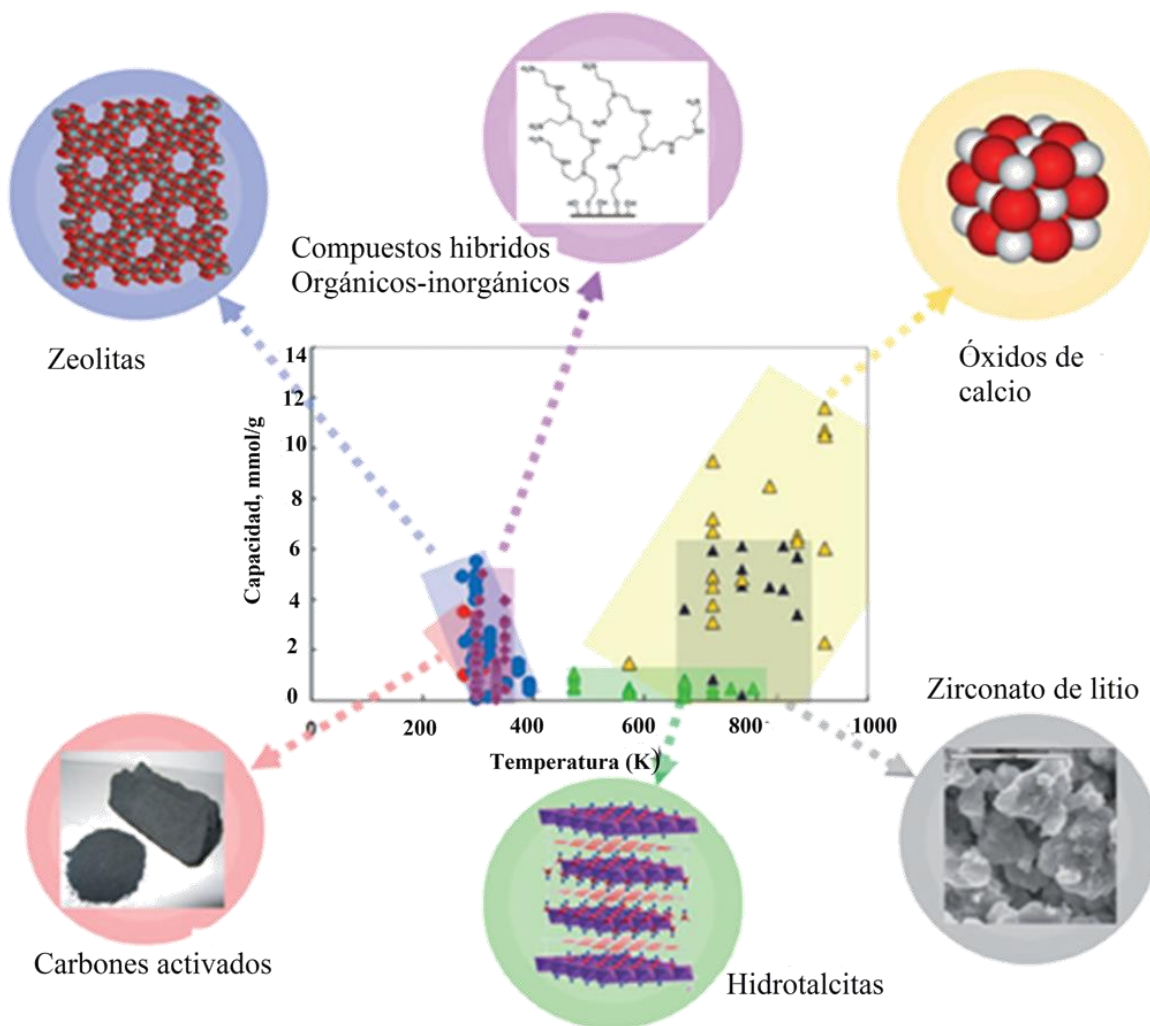 Compuestos hibridos
Orgánicos-inorgánicos
Zeolitas
Óxidos de
calcio
14
12
10
8
6
4
2
0
Capacidad, mmol/g
0
200
400
600
800
1000
Temperatura (K)
Zirconato de litio
Carbones activados
Hidrotalcitas